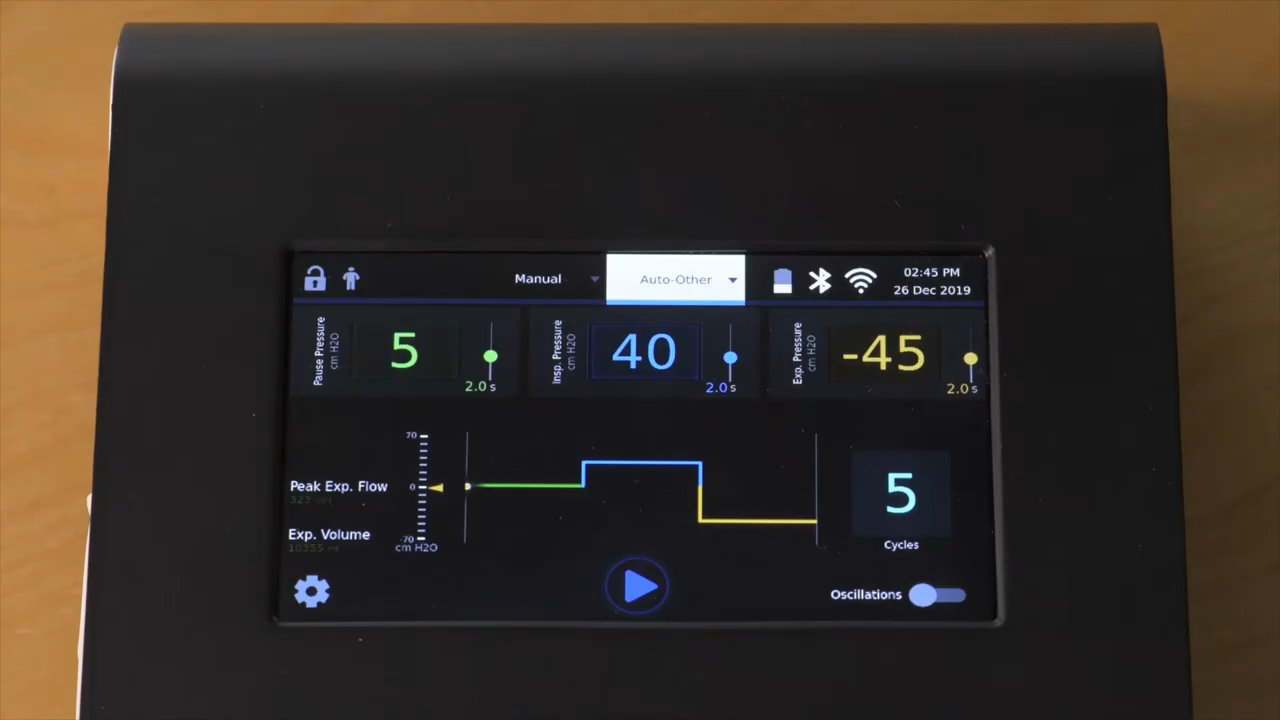 Manual
Auto-Other
02:45 PM
26 Dec 2019
Pause Pressure
cm H2O
5
2.0 s
Insp. Pressure
cm H2O
40
2.0 s
Exp. Pressure
cm H2O
-45
2.0 s
Peak Exp. Flow
Exp. Volume
10355 ml
70
0
-70
cm H2O
5
Cycles
Oscillations